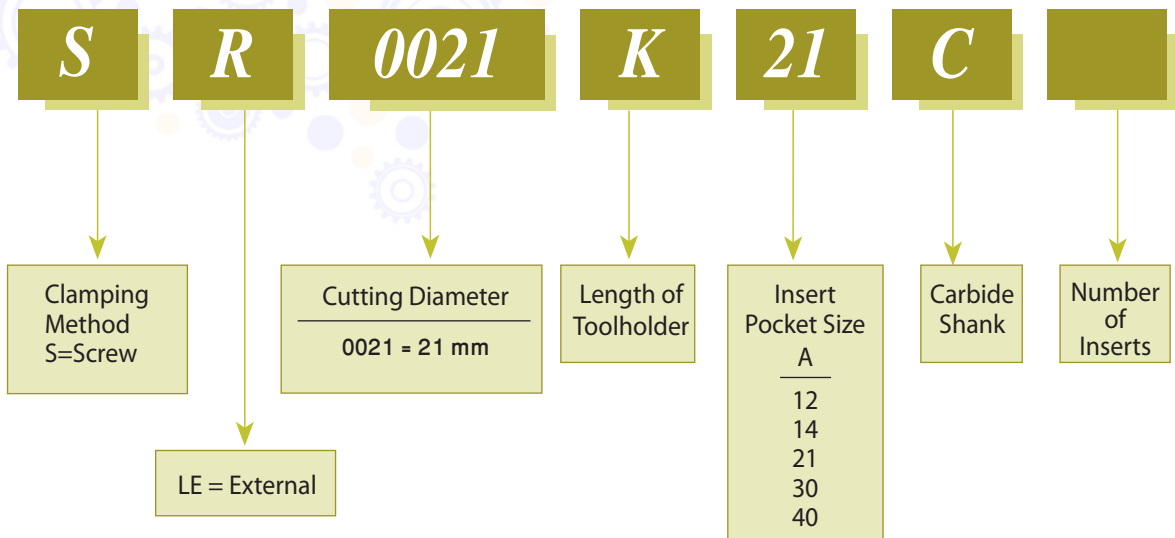 S R 0021 K 21 C
Clamping
Method
S=Screw
LE = External
Cutting Diameter
0021 = 21 mm
Length of
Toolholder
Insert
Pocket Size
A
12
14
21
30
40
Carbide
Shank
Number
of
Inserts